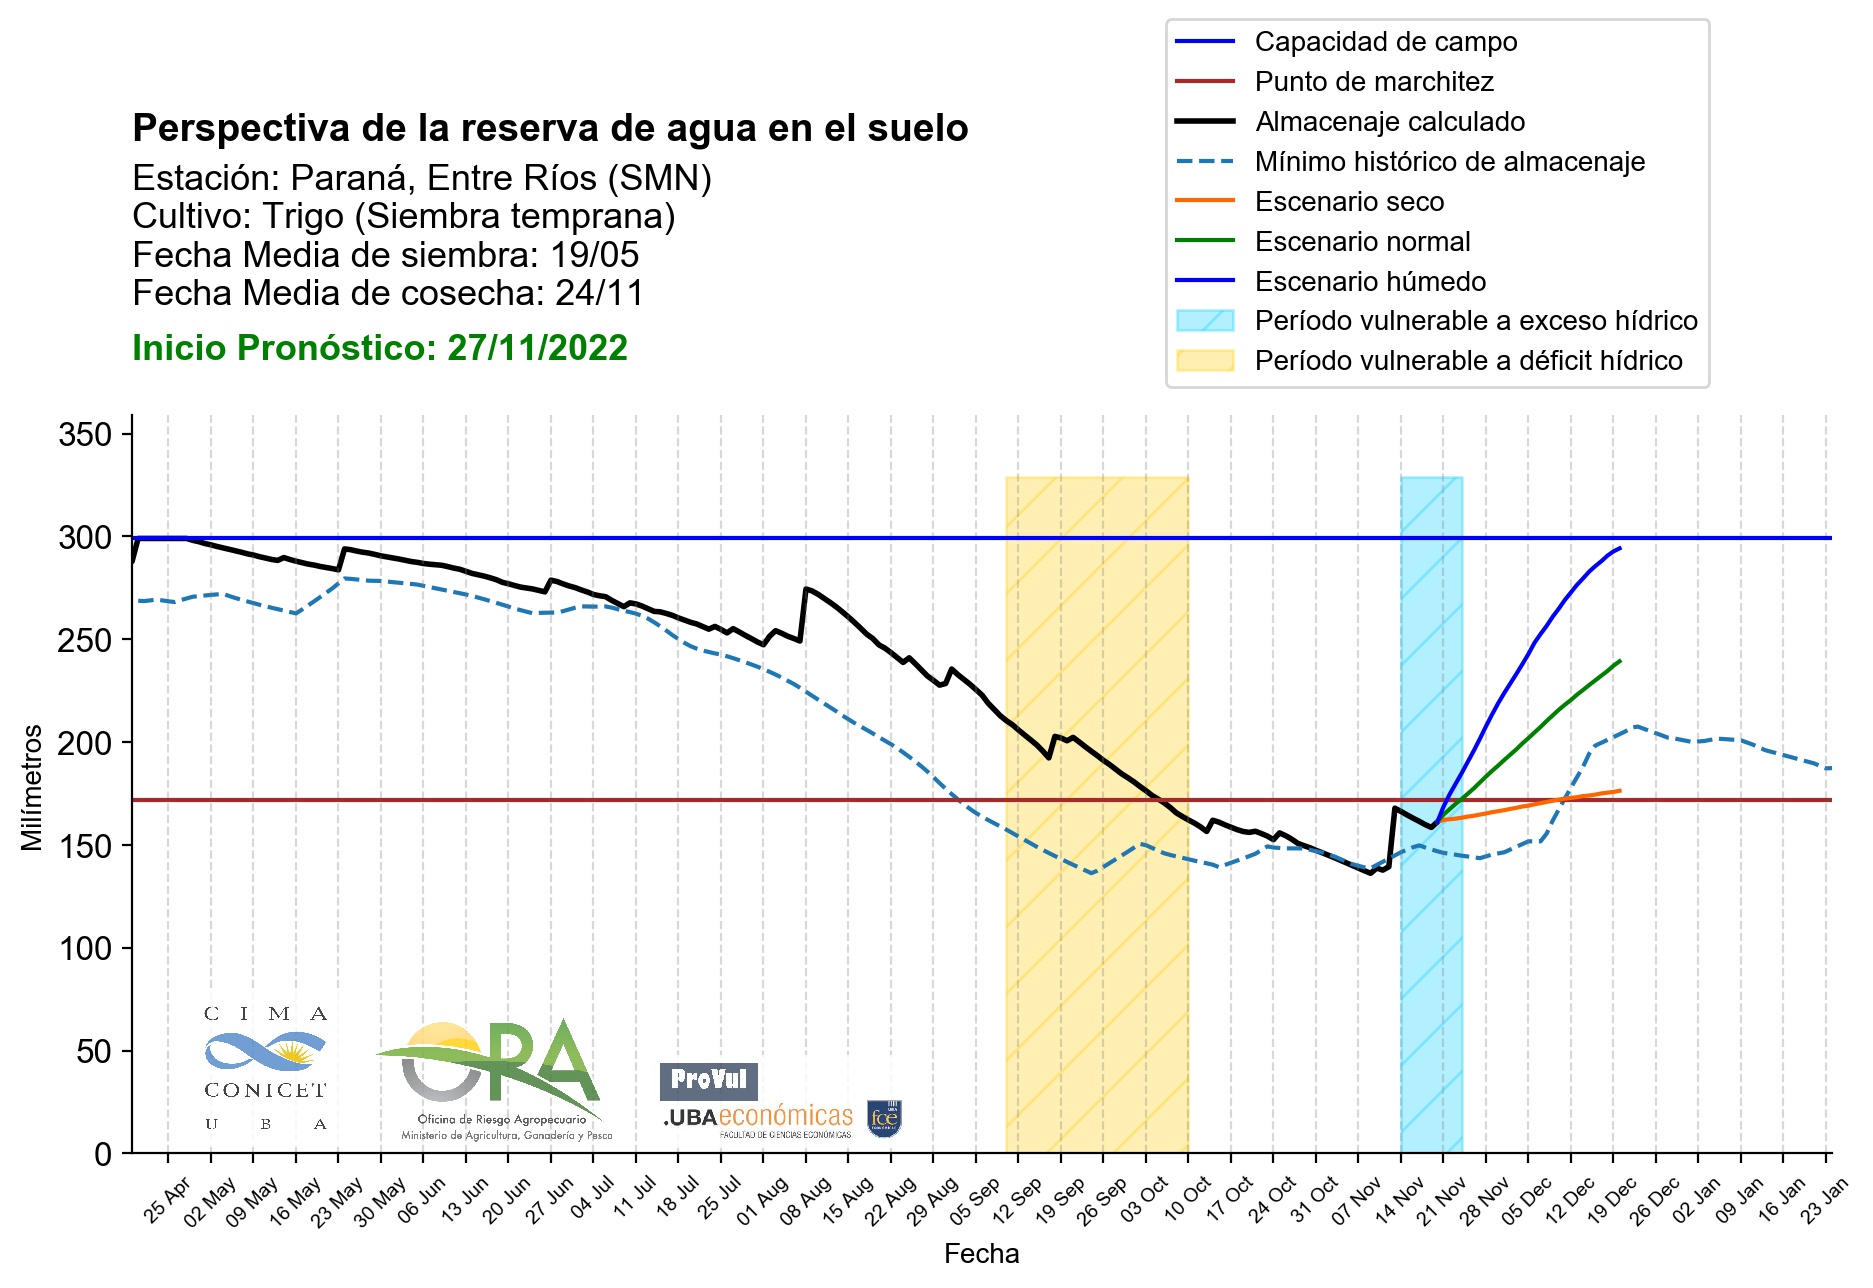 Capacidad de campo
Punto de marchitez
Almacenaje calculado
Mínimo histórico de almacenaje
Escenario seco
Escenario normal
Escenario húmedo
Período vulnerable a exceso hídrico
Período vulnerable a déficit hídrico
Perspectiva de la reserva de agua en el suelo
Estación: Paraná, Entre Ríos (SMN)
Cultivo: Trigo (Siembra temprana)
Fecha Media de siembra: 19/05
Fecha Media de cosecha: 24/11
Inicio Pronóstico: 27/11/2022
350
300
250
200
150
100
50
0
Milímetros
CIMA
CONICET
UBA
ORA
Oficina de Riesgo Agropecuario
Ministerio de Agricultura, Ganadería y Pesca
ProVul
.UBAeconómicas
FACULTAD DE CIENCIAS ECONÓMICAS
UBA
fce
25 Apr
02 May
09 May
16 May
23 May
30 May
06 Jun
13 Jun
20 Jun
27 Jun
04 Jul
11 Jul
18 Jul
25 Jul
01 Aug
08 Aug
15 Aug
22 Aug
29 Aug
05 Sep
12 Sep
19 Sep
26 Sep
03 Oct
10 Oct
17 Oct
24 Oct
31 Oct
07 Nov
14 Nov
21 Nov
28 Nov
05 Dec
12 Dec
19 Dec
26 Dec
02 Jan
09 Jan
16 Jan
23 Jan
Fecha